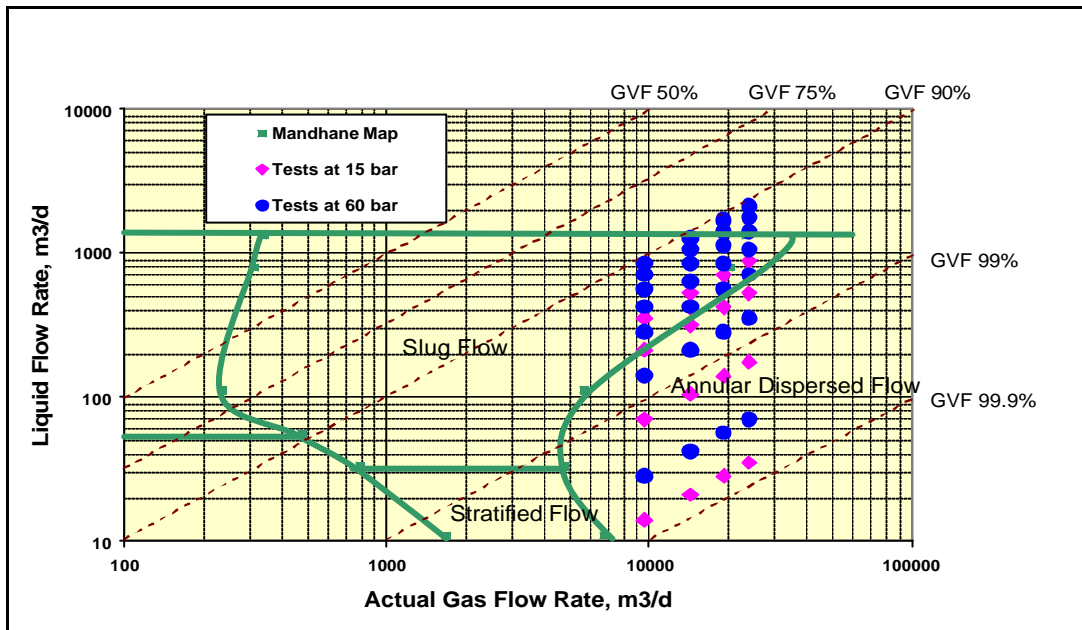 GVF 50% GVF 75% GVF 90%
10000
Mandhane Map
Tests at 15 bar
Tests at 60 bar
1000
GVF 99%
Slug Flow
Annular Dispersed Flow
100
GVF 99.9%
Stratified Flow
10
100 1000 10000 100000
Liquid Flow Rate, m3/d
Actual Gas Flow Rate, m3/d